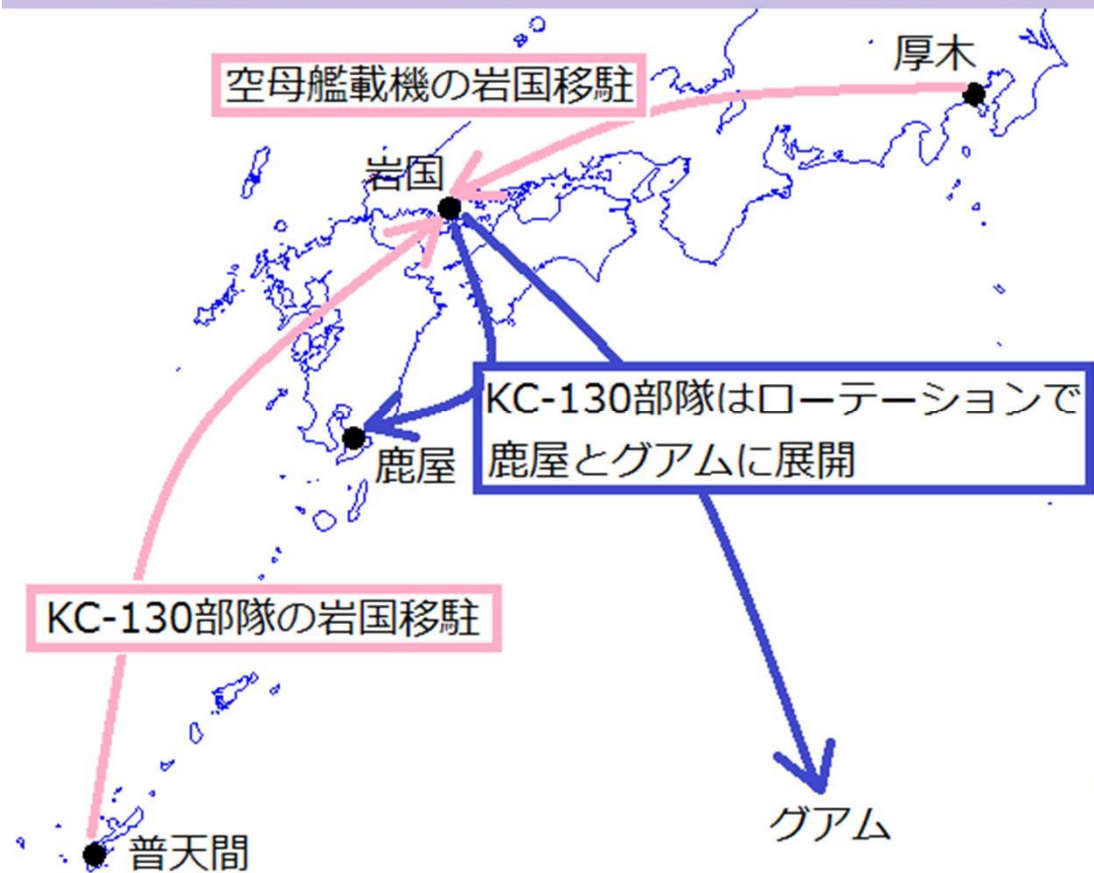 厚木
空母艦載機の岩国移駐
岩国
KC-130部隊はローテーションで
鹿屋とグアムに展開
鹿屋
KC-130部隊の岩国移駐
グアム
普天間